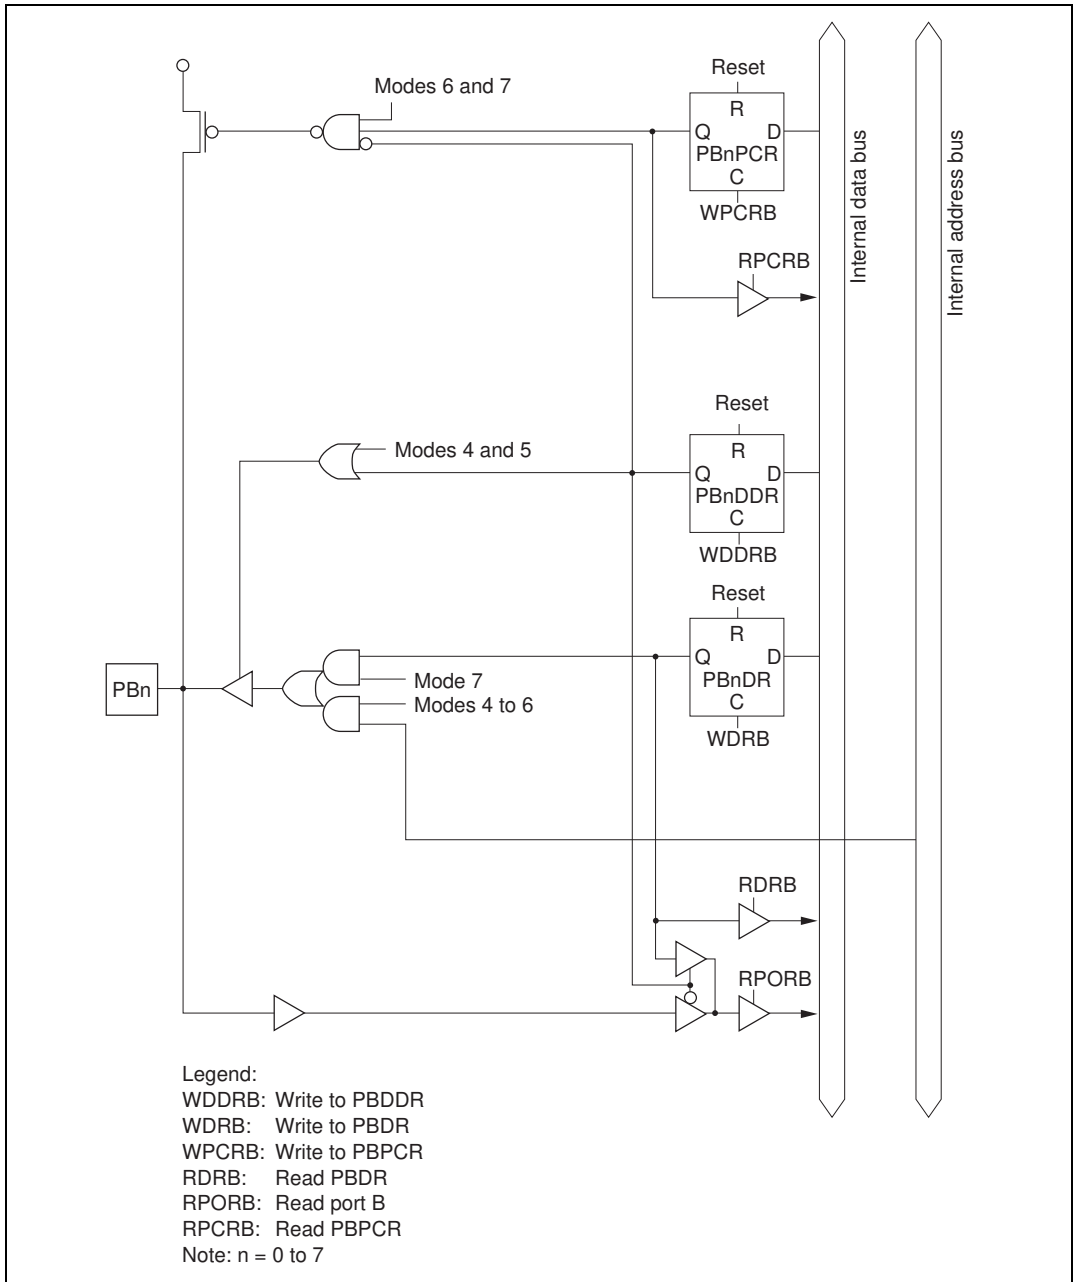 Modes 6 and 7
Reset
R
Q D
PBnPCR
C
WPCRB
RPCRB
Internal data bus
Internal address bus
Reset
Modes 4 and 5
R
Q D
PBnDDR
C
WDDRB
Reset
R
Q D
PBnDR
C
WDRB
PBn
Mode 7
Modes 4 to 6
RDRB
RPORB
Legend:
WDDRB: Write to PBDDR
WDRB: Write to PBDR
WPCRB: Write to PBPCR
RDRB: Read PBDR
RPORB: Read port B
RPCRB: Read PBPCR
Note: n = 0 to 7